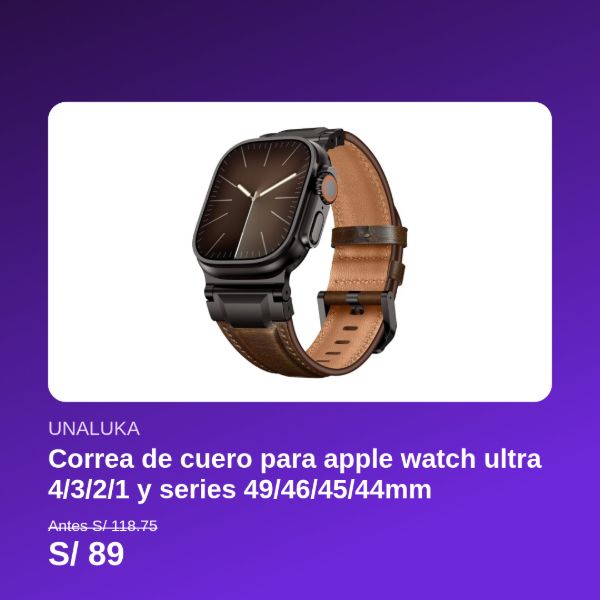 UNALUKA
Correa de cuero para apple watch ultra
4/3/2/1 y series 49/46/45/44mm
Antes S/ 118.75
S/ 89